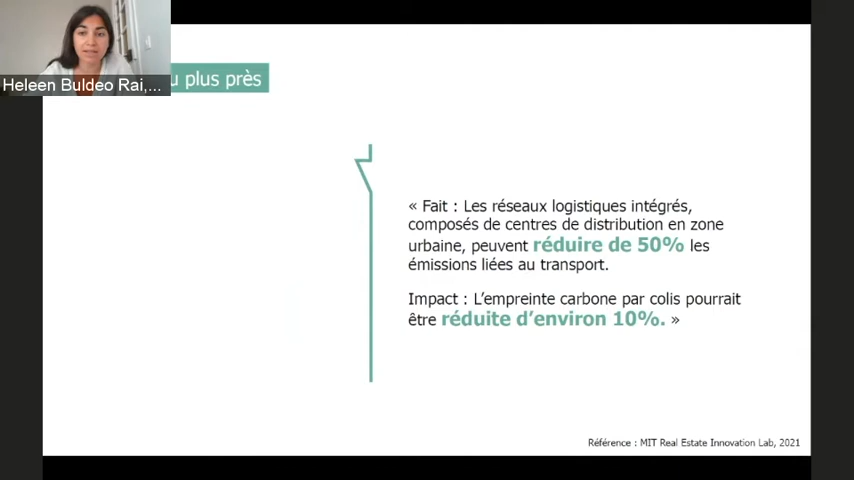 Heleen Buldeo Rai,...
plus près
« Fait : Les réseaux logistiques intégrés,
composés de centres de distribution en zone
urbaine, peuvent réduire de 50% les
émissions liées au transport.
Impact : L’empreinte carbone par colis pourrait
être réduite d’environ 10%. »
Référence : MIT Real Estate Innovation Lab, 2021